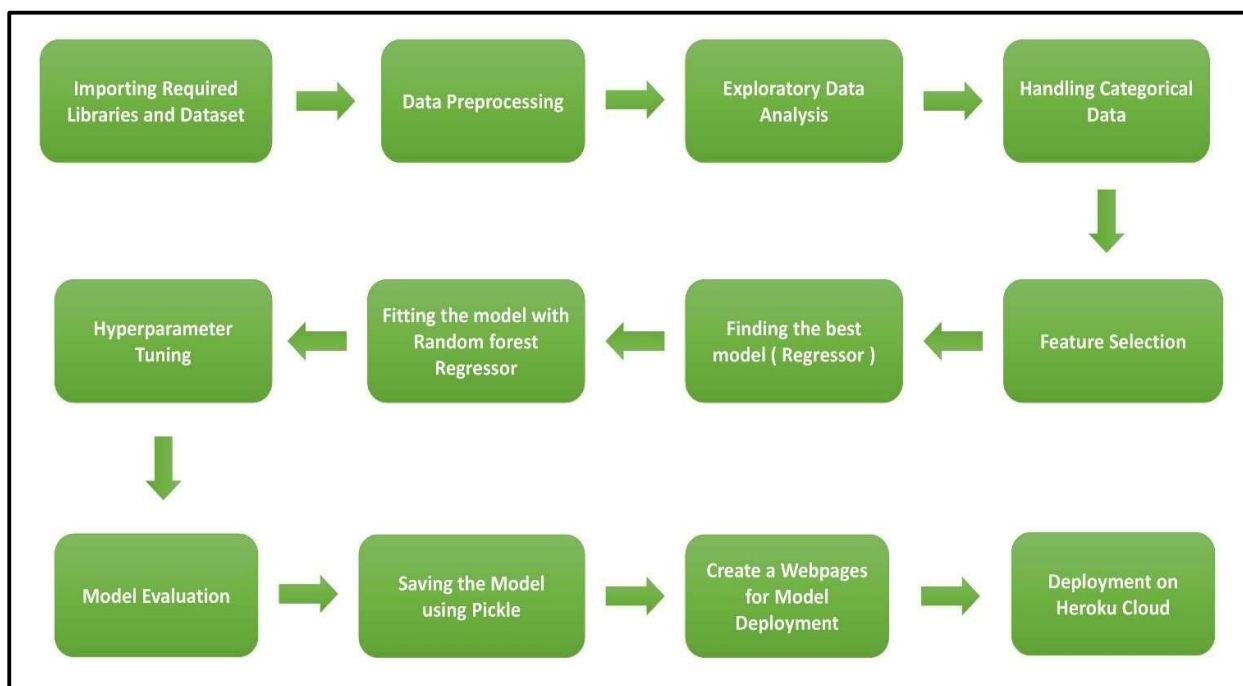 Importing Required
Libraries and Dataset
Data Preprocessing
Exploratory Data
Analysis
Handling Categorical
Data
Feature Selection
Finding the best
model ( Regressor )
Fitting the model with
Random forest
Regressor
Hyperparameter
Tuning
Model Evaluation
Saving the Model
using Pickle
Create a Webpages
for Model
Deployment
Deployment on
Heroku Cloud